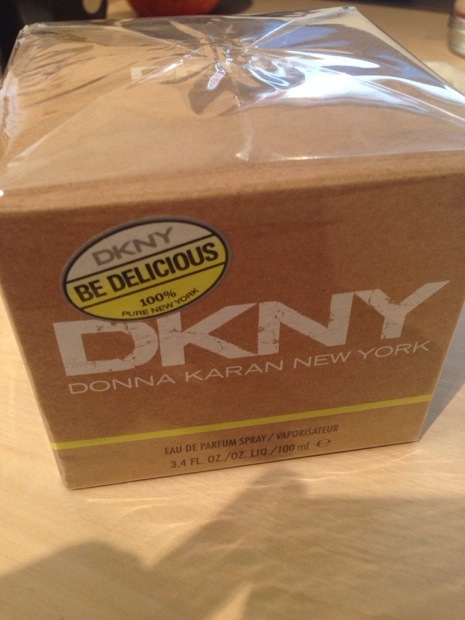 DKNY
BE DELICIOUS
100%
PURE NEW YORK
DKNY
DONNA KARAN NEW YORK
EAU DE PARFUM SPRAY / VAPORISATEUR
3.4 FL. OZ./OZ. LIQ./100 ml ℮